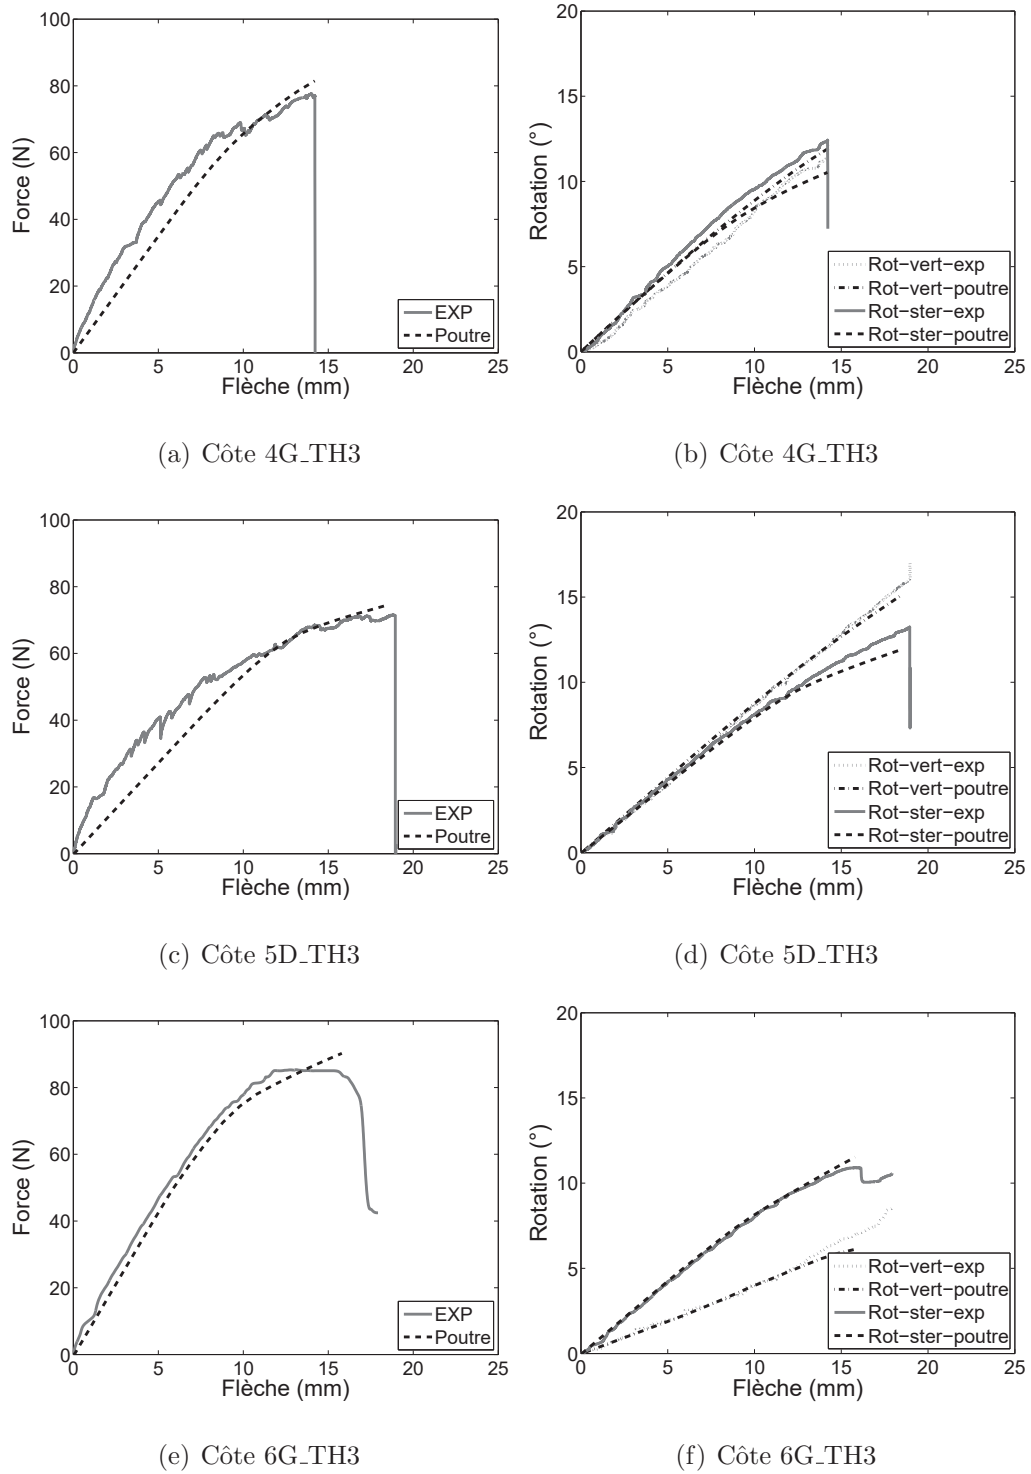 100
80
60
40
20
0
0 5 10 15 20 25
Force (N)
Flèche (mm)
EXP
Poutre
20
15
10
5
0
0 5 10 15 20 25
Rotation (°)
Flèche (mm)
Rot−vert−exp
Rot−vert−poutre
Rot−ster−exp
Rot−ster−poutre
(a) Côte 4G_TH3
(b) Côte 4G_TH3
100
80
60
40
20
0
0 5 10 15 20 25
Force (N)
Flèche (mm)
EXP
Poutre
20
15
10
5
0
0 5 10 15 20 25
Rotation (°)
Flèche (mm)
Rot−vert−exp
Rot−vert−poutre
Rot−ster−exp
Rot−ster−poutre
(c) Côte 5D_TH3
(d) Côte 5D_TH3
100
80
60
40
20
0
0 5 10 15 20 25
Force (N)
Flèche (mm)
EXP
Poutre
20
15
10
5
0
0 5 10 15 20 25
Rotation (°)
Flèche (mm)
Rot−vert−exp
Rot−vert−poutre
Rot−ster−exp
Rot−ster−poutre
(e) Côte 6G_TH3
(f) Côte 6G_TH3